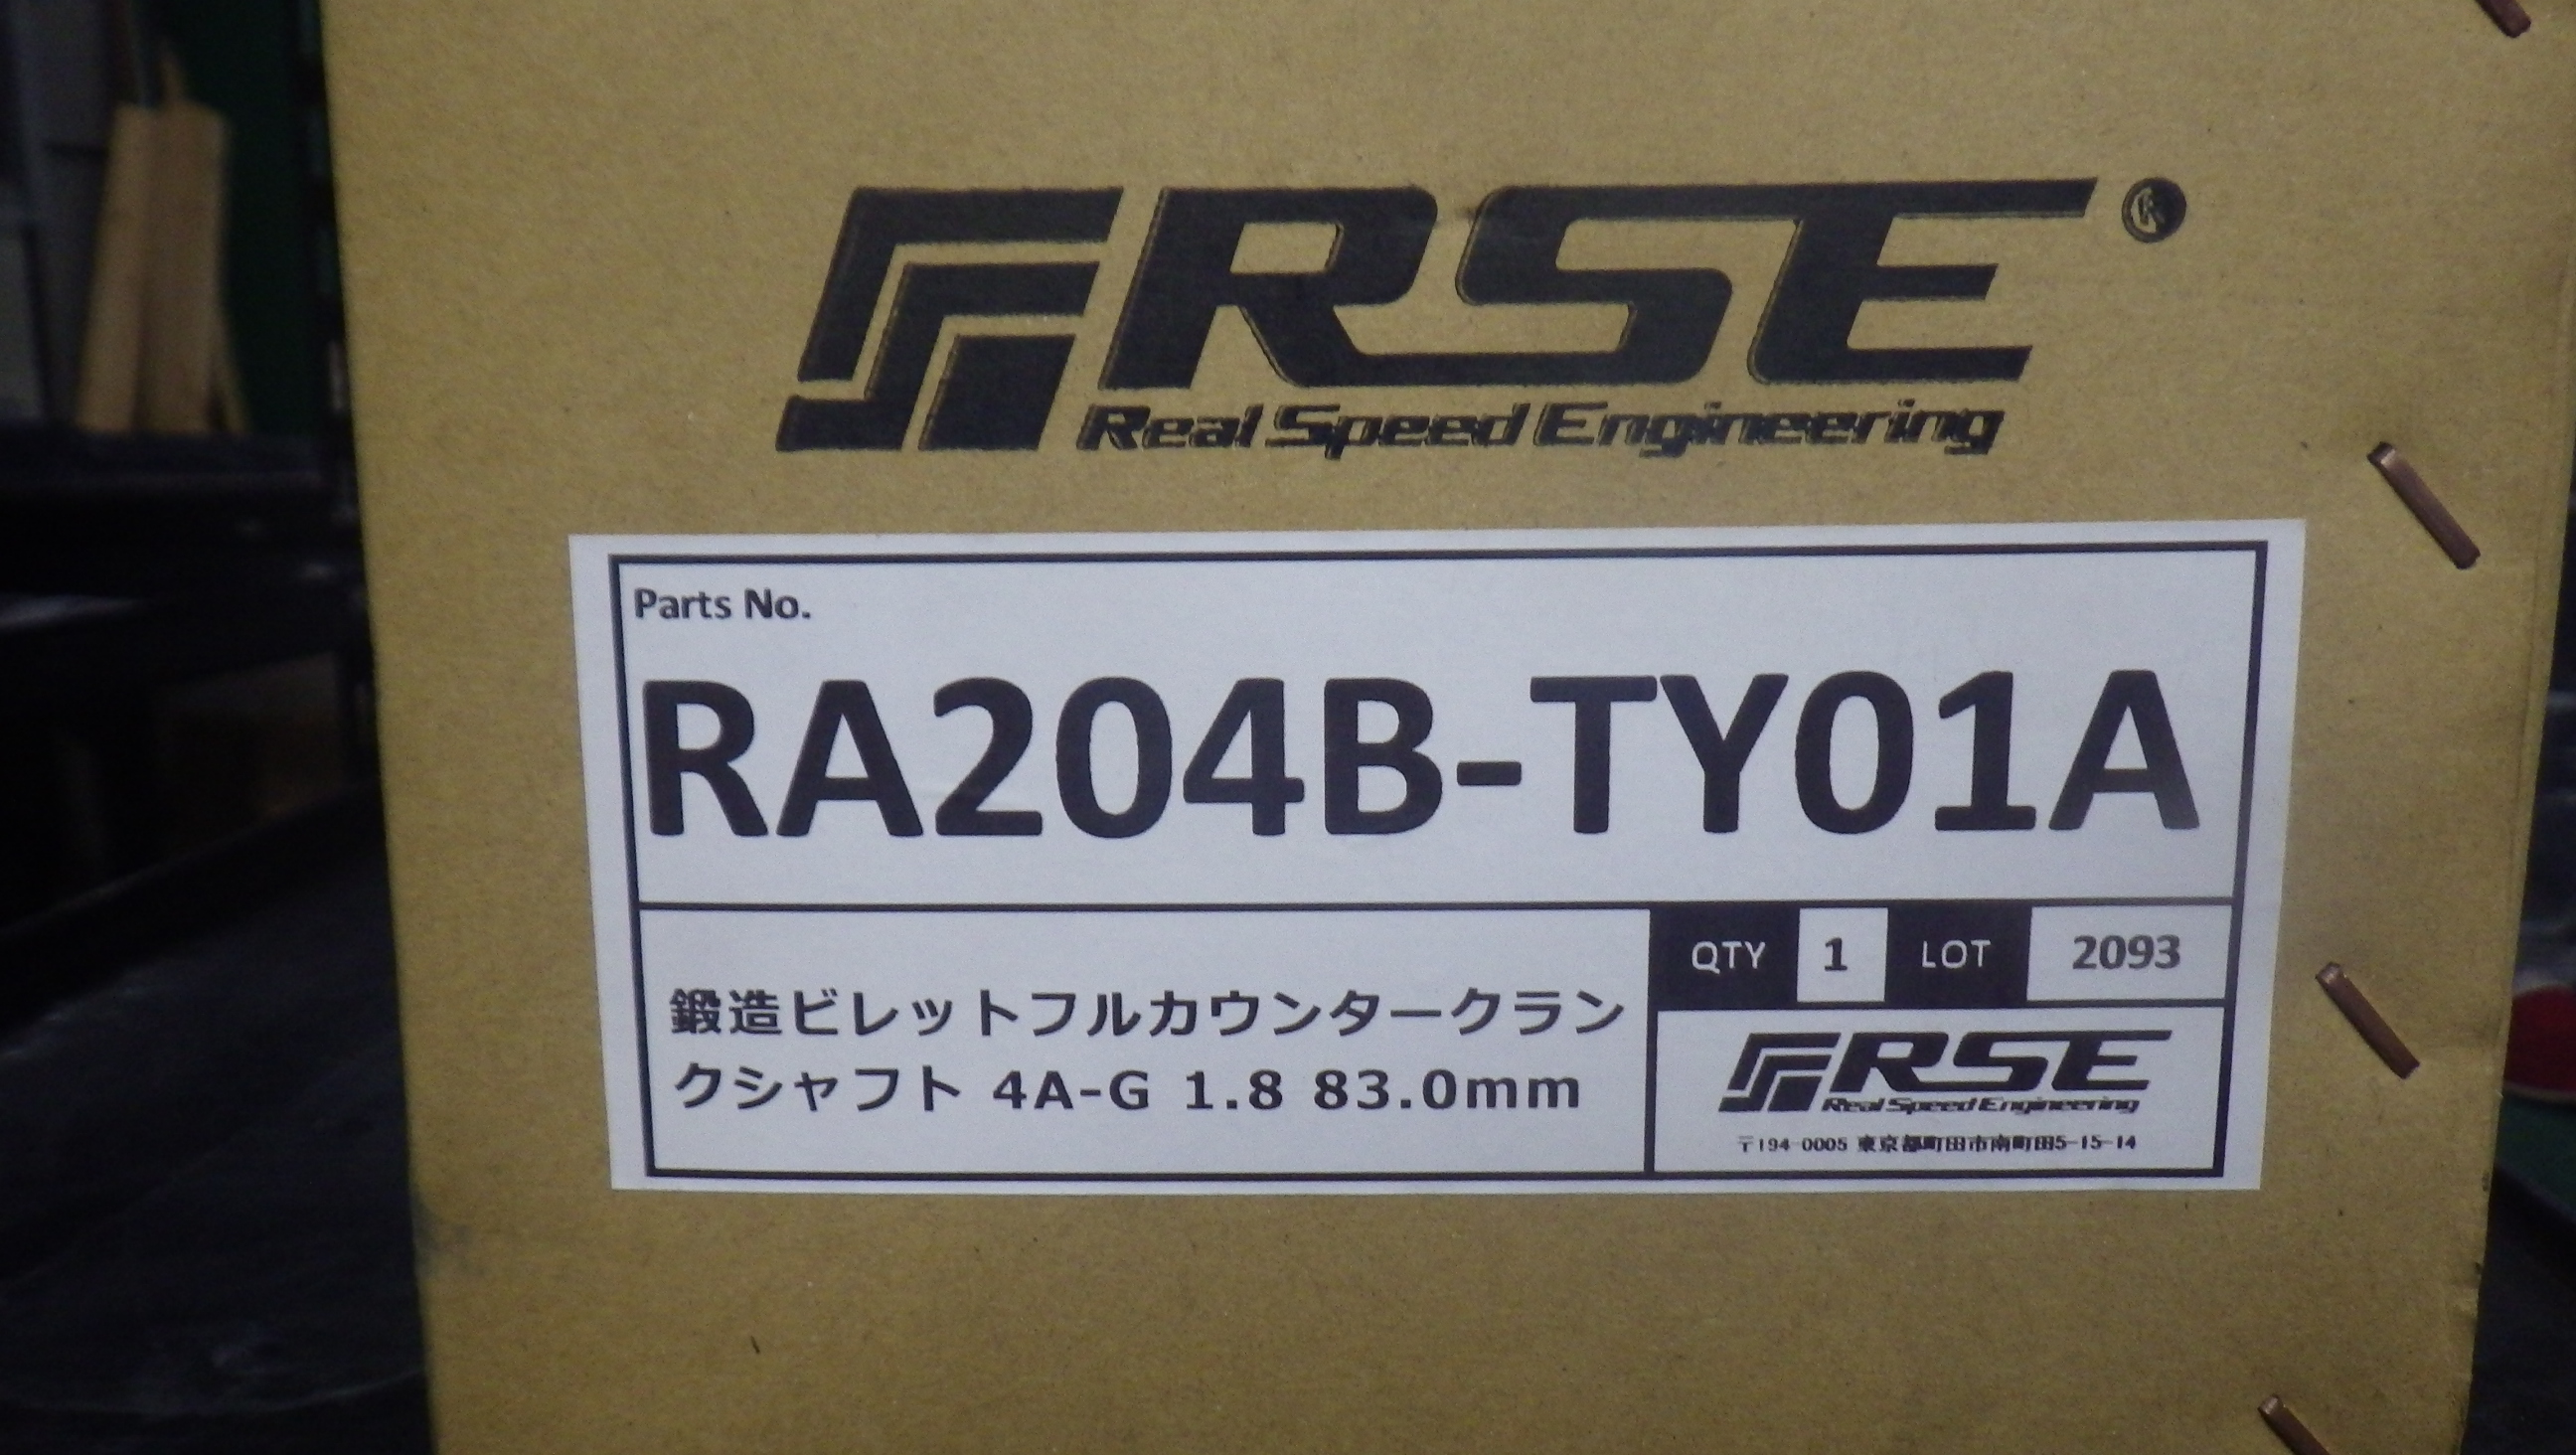 RSE®
Real Speed Engineering
Parts No.
RA204B-TY01A
鍛造ビレットフルカウンタークラン
クシャフト 4A-G 1.8 83.0mm
QTY 1 LOT 2093
RSE
Real Speed Engineering
〒194-0005 東京都町田市南町田5-15-14